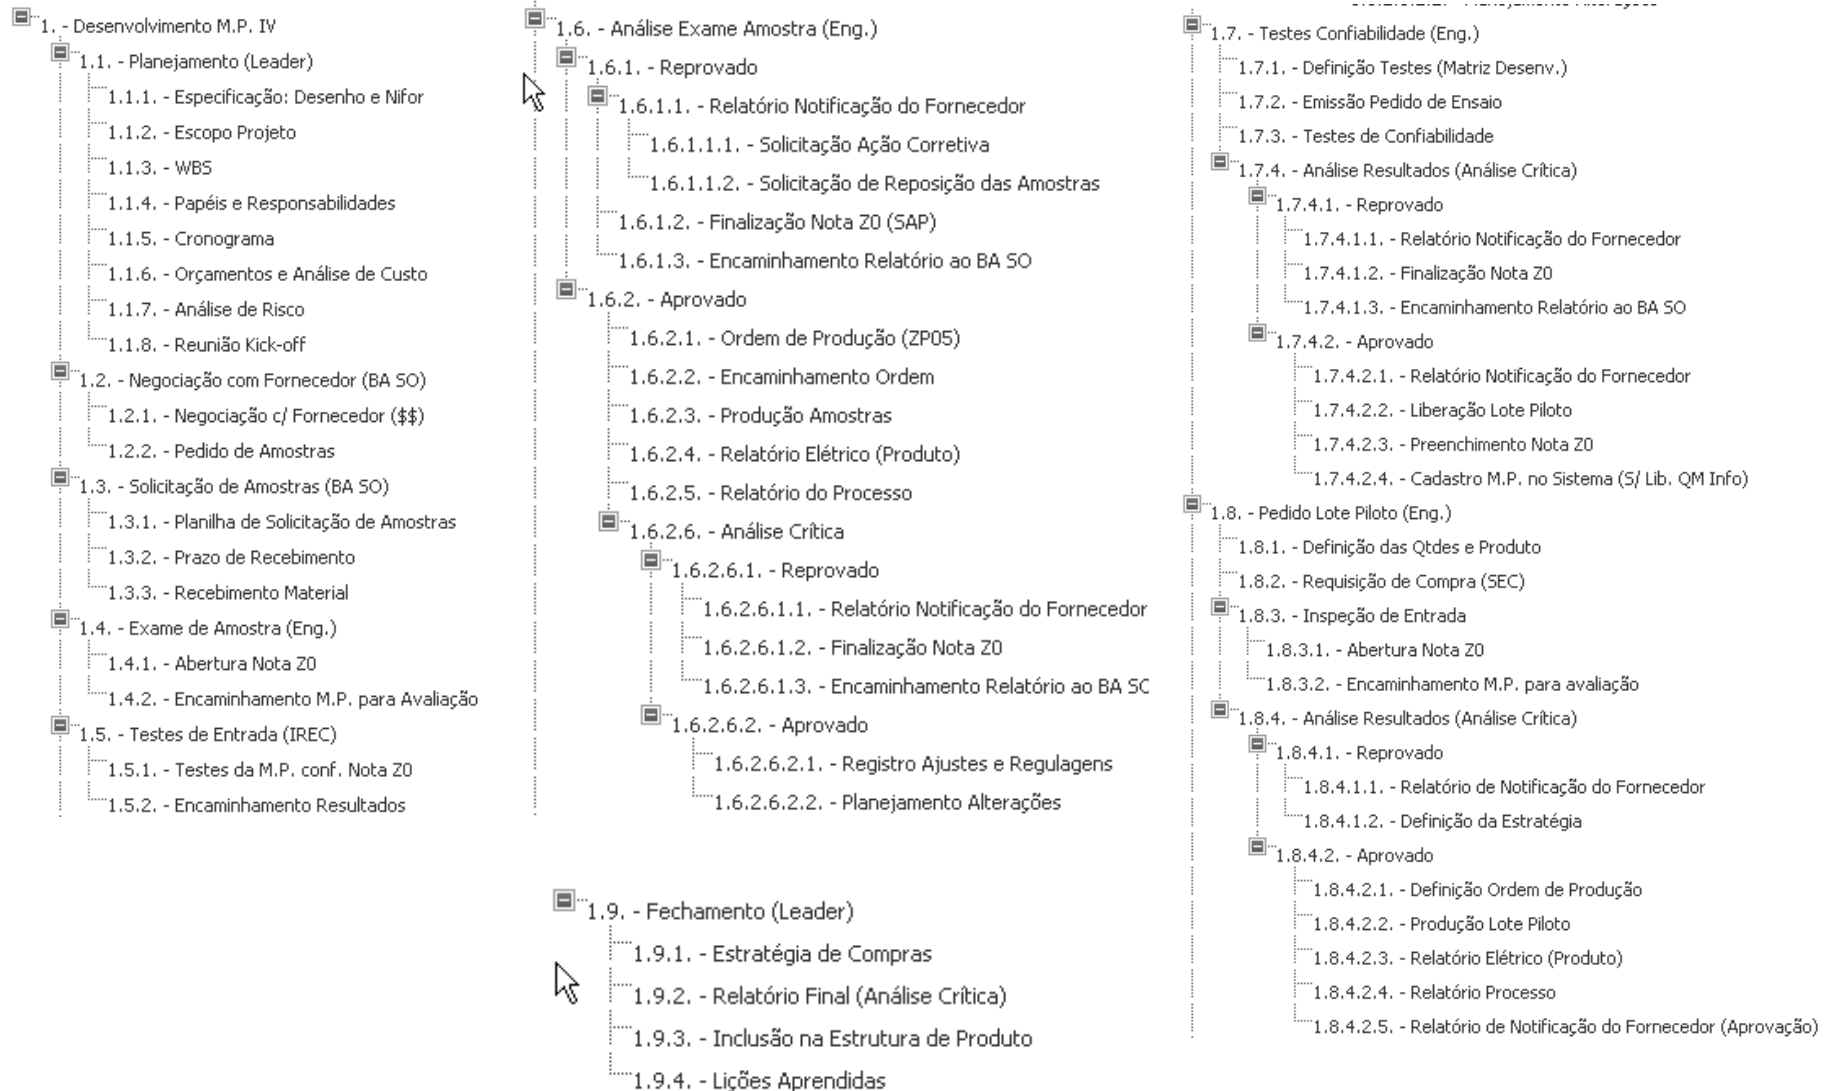 1. - Desenvolvimento M.P. IV
1.1. - Planejamento (Leader)
1.1.1. - Especificação: Desenho e Nifor
1.1.2. - Escopo Projeto
1.1.3. - WBS
1.1.4. - Papéis e Responsabilidades
1.1.5. - Cronograma
1.1.6. - Orçamentos e Análise de Custo
1.1.7. - Análise de Risco
1.1.8. - Reunião Kick-off
1.2. - Negociação com Fornecedor (BA SO)
1.2.1. - Negociação c/ Fornecedor ($$)
1.2.2. - Pedido de Amostras
1.3. - Solicitação de Amostras (BA SO)
1.3.1. - Planilha de Solicitação de Amostras
1.3.2. - Prazo de Recebimento
1.3.3. - Recebimento Material
1.4. - Exame de Amostra (Eng.)
1.4.1. - Abertura Nota Z0
1.4.2. - Encaminhamento M.P. para Avaliação
1.5. - Testes de Entrada (IREC)
1.5.1. - Testes da M.P. conf. Nota Z0
1.5.2. - Encaminhamento Resultados
1.6. - Análise Exame Amostra (Eng.)
1.6.1. - Reprovado
1.6.1.1. - Relatório Notificação do Fornecedor
1.6.1.1.1. - Solicitação Ação Corretiva
1.6.1.1.2. - Solicitação de Reposição das Amostras
1.6.1.2. - Finalização Nota Z0 (SAP)
1.6.1.3. - Encaminhamento Relatório ao BA SO
1.6.2. - Aprovado
1.6.2.1. - Ordem de Produção (ZP05)
1.6.2.2. - Encaminhamento Ordem
1.6.2.3. - Produção Amostras
1.6.2.4. - Relatório Elétrico (Produto)
1.6.2.5. - Relatório do Processo
1.6.2.6. - Análise Crítica
1.6.2.6.1. - Reprovado
1.6.2.6.1.1. - Relatório Notificação do Fornecedor
1.6.2.6.1.2. - Finalização Nota Z0
1.6.2.6.1.3. - Encaminhamento Relatório ao BA SC
1.6.2.6.2. - Aprovado
1.6.2.6.2.1. - Registro Ajustes e Regulagens
1.6.2.6.2.2. - Planejamento Alterações
1.7. - Testes Confiabilidade (Eng.)
1.7.1. - Definição Testes (Matriz Desenv.)
1.7.2. - Emissão Pedido de Ensaio
1.7.3. - Testes de Confiabilidade
1.7.4. - Análise Resultados (Análise Crítica)
1.7.4.1. - Reprovado
1.7.4.1.1. - Relatório Notificação do Fornecedor
1.7.4.1.2. - Finalização Nota Z0
1.7.4.1.3. - Encaminhamento Relatório ao BA SO
1.7.4.2. - Aprovado
1.7.4.2.1. - Relatório Notificação do Fornecedor
1.7.4.2.2. - Liberação Lote Piloto
1.7.4.2.3. - Preenchimento Nota Z0
1.7.4.2.4. - Cadastro M.P. no Sistema (S/ Lib. QM Info)
1.8. - Pedido Lote Piloto (Eng.)
1.8.1. - Definição das Qtdes e Produto
1.8.2. - Requisição de Compra (SEC)
1.8.3. - Inspeção de Entrada
1.8.3.1. - Abertura Nota Z0
1.8.3.2. - Encaminhamento M.P. para avaliação
1.8.4. - Análise Resultados (Análise Crítica)
1.8.4.1. - Reprovado
1.8.4.1.1. - Relatório de Notificação do Fornecedor
1.8.4.1.2. - Definição da Estratégia
1.8.4.2. - Aprovado
1.8.4.2.1. - Definição Ordem de Produção
1.8.4.2.2. - Produção Lote Piloto
1.8.4.2.3. - Relatório Elétrico (Produto)
1.8.4.2.4. - Relatório Processo
1.8.4.2.5. - Relatório de Notificação do Fornecedor (Aprovação)
1.9. - Fechamento (Leader)
1.9.1. - Estratégia de Compras
1.9.2. - Relatório Final (Análise Crítica)
1.9.3. - Inclusão na Estrutura de Produto
1.9.4. - Lições Aprendidas